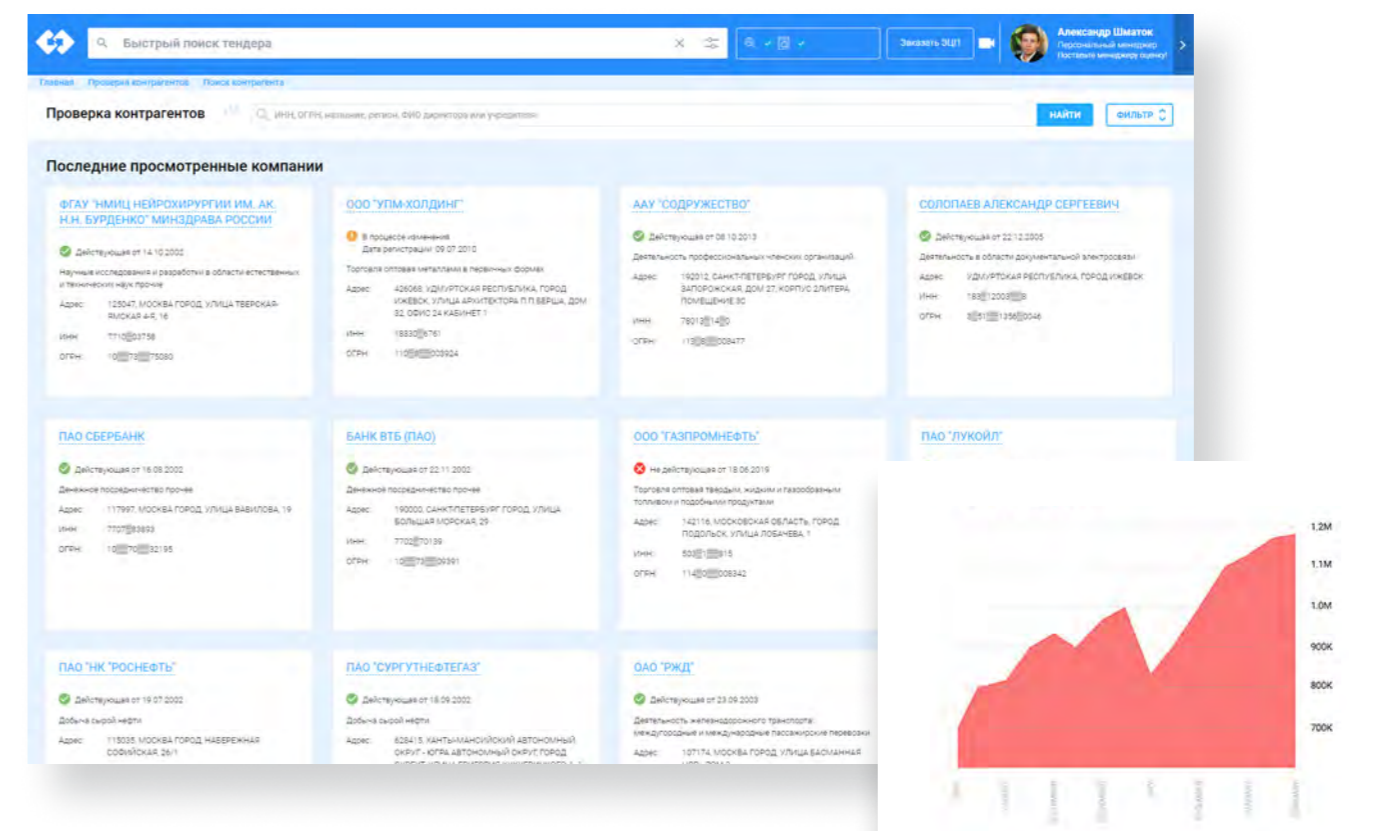 Быстрый поиск тендера
Заказать ЭЦП
Александр Шматок
Персональный менеджер
Поставьте менеджеру оценку!
Главная Проверка контрагентов Поиск контрагента
Проверка контрагентов
ИНН, ОГРН, название, регион, ФИО директора или учредителя
НАЙТИ
ФИЛЬТР
Последние просмотренные компании
ФГАУ "НМИЦ НЕЙРОХИРУРГИИ ИМ. АК.
Н.Н. БУРДЕНКО" МИНЗДРАВА РОССИИ
Действующая от 14.10.2002
Научные исследования и разработки в области естественных
и технических наук прочие
Адрес: 125047, МОСКВА ГОРОД, УЛИЦА ТВЕРСКАЯ-
ЯМСКАЯ 4-Я, 16
ИНН:
ОГРН:
ООО "УПМ-ХОЛДИНГ"
В процессе изменения
Дата регистрации: 09.07.2010
Торговля оптовая металлами в первичных формах
Адрес: 426068, УДМУРТСКАЯ РЕСПУБЛИКА, ГОРОД
ИЖЕВСК, УЛИЦА АРХИТЕКТОРА П.П.БЕРША, ДОМ
32, ОФИС 24 КАБИНЕТ 1
ИНН:
ОГРН:
ААУ "СОДРУЖЕСТВО"
Действующая от 08.10.2013
Деятельность профессиональных членских организаций
Адрес: 192012, САНКТ-ПЕТЕРБУРГ ГОРОД, УЛИЦА
ЗАПОРОЖСКАЯ, ДОМ 27, КОРПУС 2ЛИТЕРА,
ПОМЕЩЕНИЕ 3С
ИНН:
ОГРН:
СОЛОПАЕВ АЛЕКСАНДР СЕРГЕЕВИЧ
Действующая от 22.12.2005
Деятельность в области документальной электросвязи
Адрес: УДМУРТСКАЯ РЕСПУБЛИКА, ГОРОД ИЖЕВСК
ИНН:
ОГРН:
ПАО СБЕРБАНК
Действующая от 16.08.2002
Денежное посредничество прочее
Адрес: 117997, МОСКВА ГОРОД, УЛИЦА ВАВИЛОВА, 19
ИНН:
ОГРН:
БАНК ВТБ (ПАО)
Действующая от 22.11.2002
Денежное посредничество прочее
Адрес: 190000, САНКТ-ПЕТЕРБУРГ ГОРОД, УЛИЦА
БОЛЬШАЯ МОРСКАЯ, 29
ИНН:
ОГРН:
ООО "ГАЗПРОМНЕФТЬ"
Не действующая от 18.06.2019
Торговля оптовая твердым, жидким и газообразным
топливом и подобными продуктами
Адрес: 142116, МОСКОВСКАЯ ОБЛАСТЬ, ГОРОД
ПОДОЛЬСК, УЛИЦА ЛОБАЧЕВА, 1
ИНН:
ОГРН:
ПАО "ЛУКОЙЛ"
ПАО "НК "РОСНЕФТЬ"
Действующая от 19.07.2002
Добыча сырой нефти
Адрес: 115035, МОСКВА ГОРОД, НАБЕРЕЖНАЯ
СОФИЙСКАЯ, 26/1
ПАО "СУРГУТНЕФТЕГАЗ"
Действующая от 18.09.2002
Добыча сырой нефти
Адрес: 628415, ХАНТЫ-МАНСИЙСКИЙ АВТОНОМНЫЙ
ОКРУГ - ЮГРА АВТОНОМНЫЙ ОКРУГ, ГОРОД
ОАО "РЖД"
Действующая от 23.09.2003
Деятельность железнодорожного транспорта:
междугородные и международные пассажирские перевозки
Адрес: 107174, МОСКВА ГОРОД, УЛИЦА БАСМАННАЯ
1,2M
1.1M
1.0M
900K
800K
700K